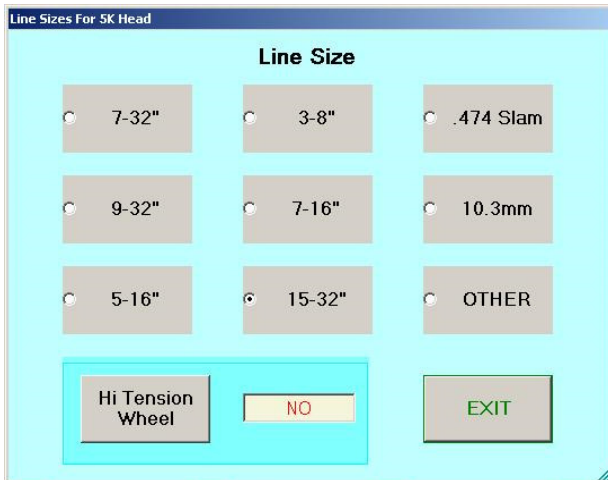 Line Sizes For 5K Head
Line Size
7-32"
3-8"
.474 Slam
9-32"
7-16"
10.3mm
5-16"
15-32"
OTHER
Hi Tension
Wheel
NO
EXIT